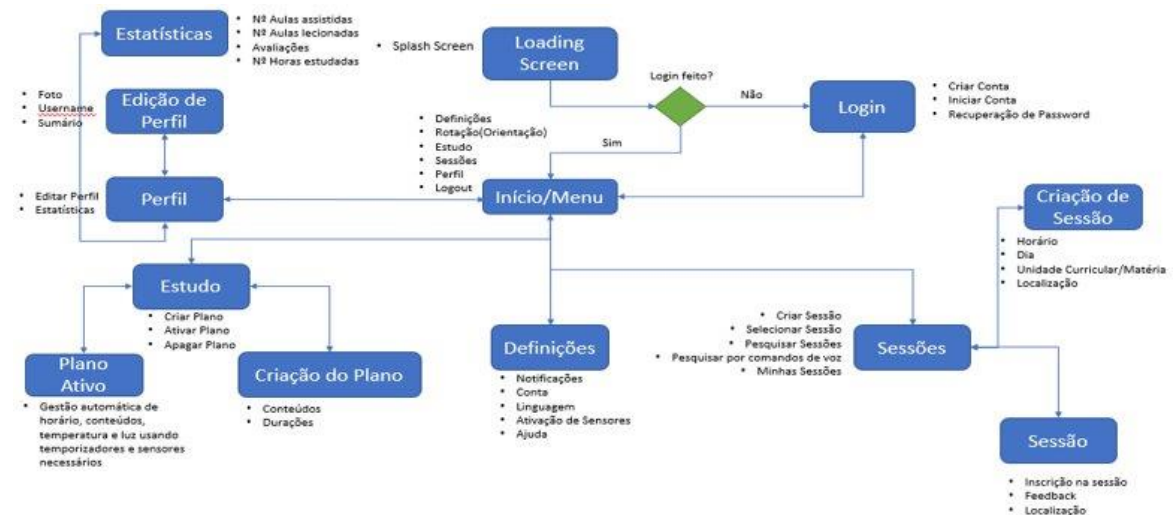 Estatísticas
• Nº Aulas assistidas
• Nº Aulas lecionadas
• Avaliações
• Nº Horas estudadas
• Splash Screen
Loading
Screen
Login feito?
Não
Sim
Login
• Criar Conta
• Iniciar Conta
• Recuperação de Password
• Foto
• Username
• Sumário
Edição de
Perfil
• Editar Perfil
• Estatísticas
Perfil
• Definições
• Rotação(Orientação)
• Estudo
• Sessões
• Perfil
• Logout
Início/Menu
Criação de
Sessão
• Horário
• Dia
• Unidade Curricular/Matéria
• Localização
Estudo
• Criar Plano
• Ativar Plano
• Apagar Plano
Plano
Ativo
• Gestão automática de
horário, conteúdos,
temperatura e luz usando
temporizadores e sensores
necessários
Criação do Plano
• Conteúdos
• Durações
Definições
• Notificações
• Conta
• Linguagem
• Ativação de Sensores
• Ajuda
• Criar Sessão
• Selecionar Sessão
• Pesquisar Sessões
• Pesquisar por comandos de voz
• Minhas Sessões
Sessões
Sessão
• Inscrição na sessão
• Feedback
• Localização